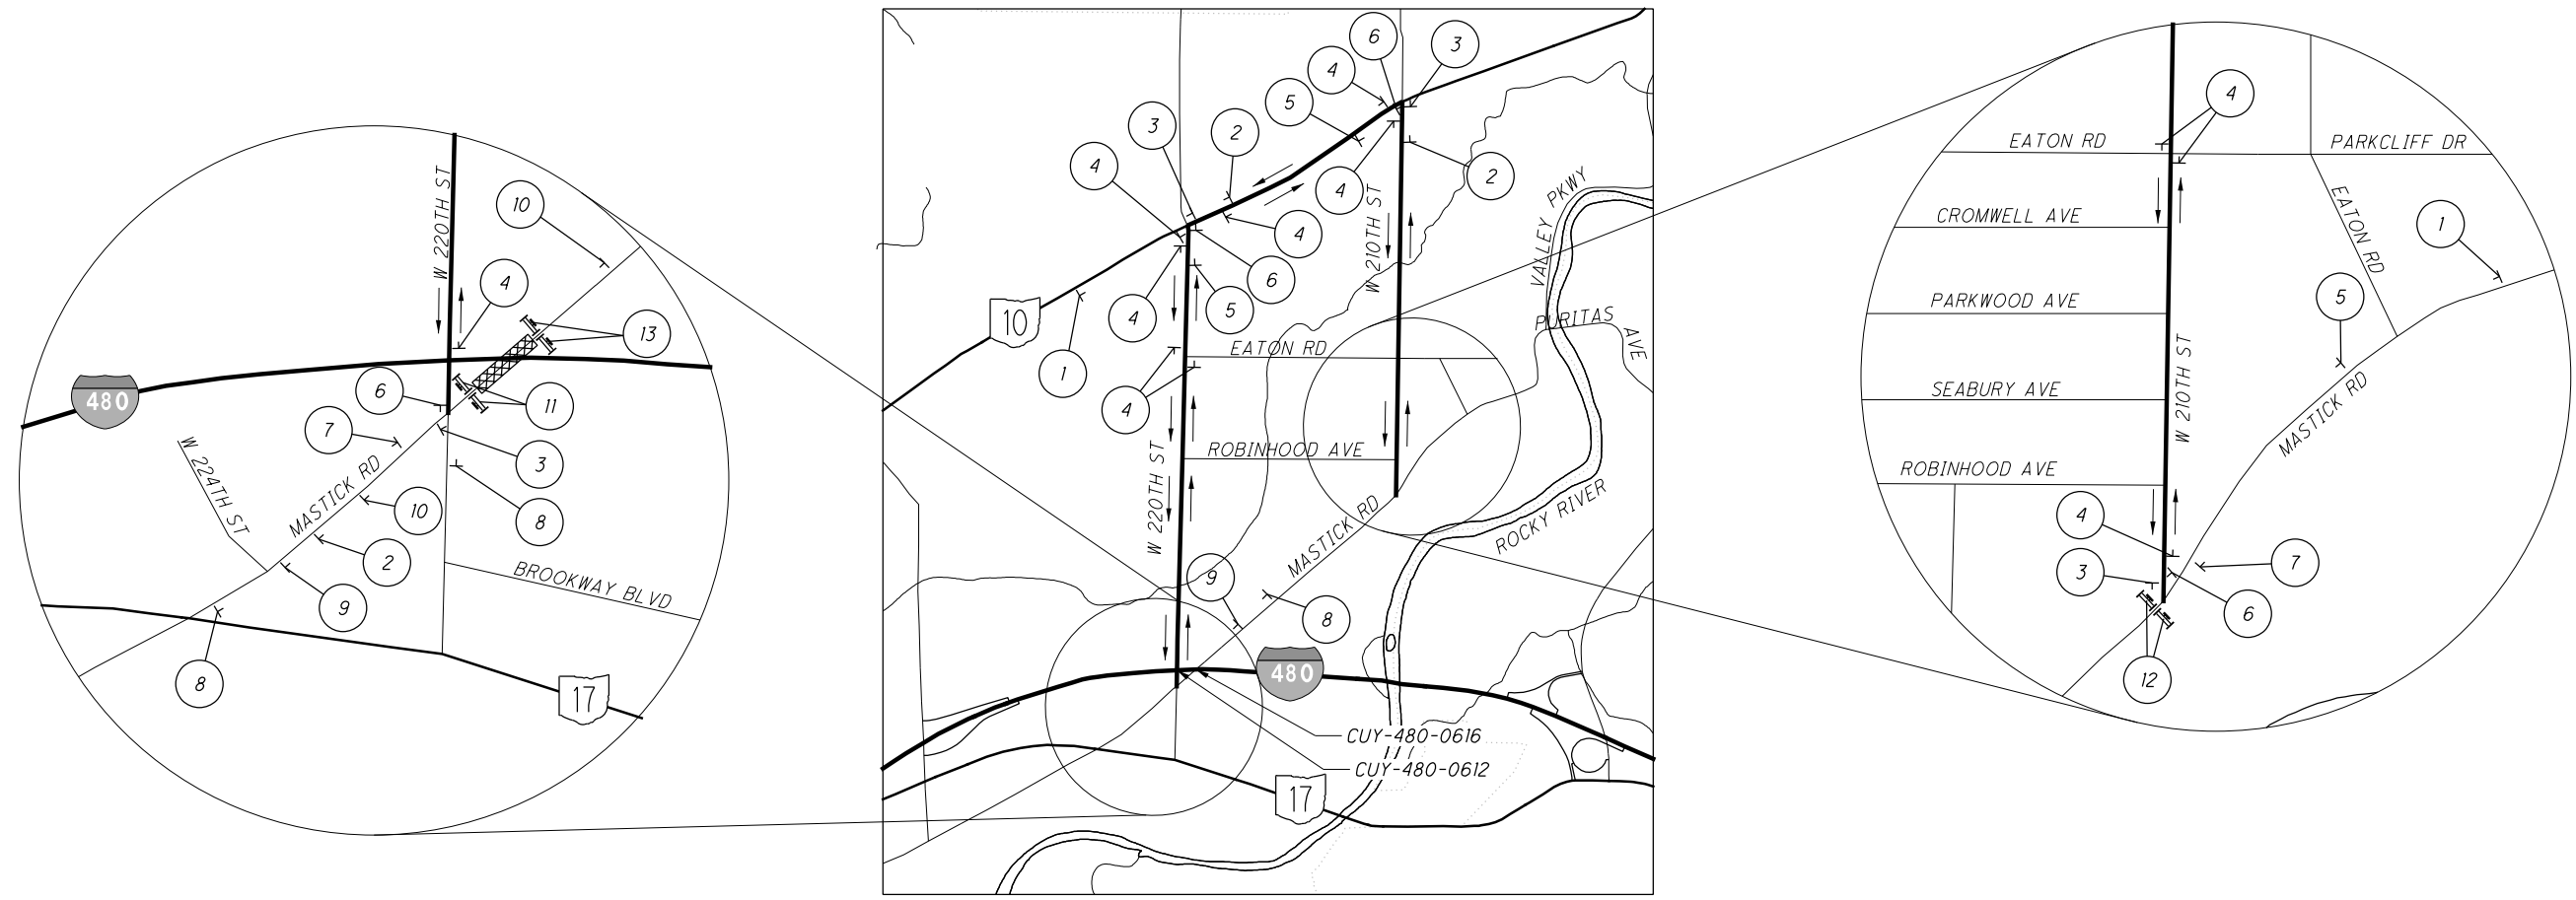 W 220TH ST
10
4
13
480
6
11
7
3
W 224TH ST
MASTICK RD
10
8
2
BROOKWAY BLVD
9
8
17
6
3
4
5
3
2
4
4
2
W 210TH ST
VALLEY PKWY
4
6
10
4
5
PURITAS AVE
EATON RD
1
4
ROBINHOOD AVE
W 220TH ST
MASTICK RD
ROCKY RIVER
9
8
480
CUY-480-0616
CUY-480-0612
17
4
EATON RD
PARKCLIFF DR
CROMWELL AVE
EATON RD
1
PARKWOOD AVE
5
W 210TH ST
SEABURY AVE
MASTICK RD
ROBINHOOD AVE
4
7
3
6
12